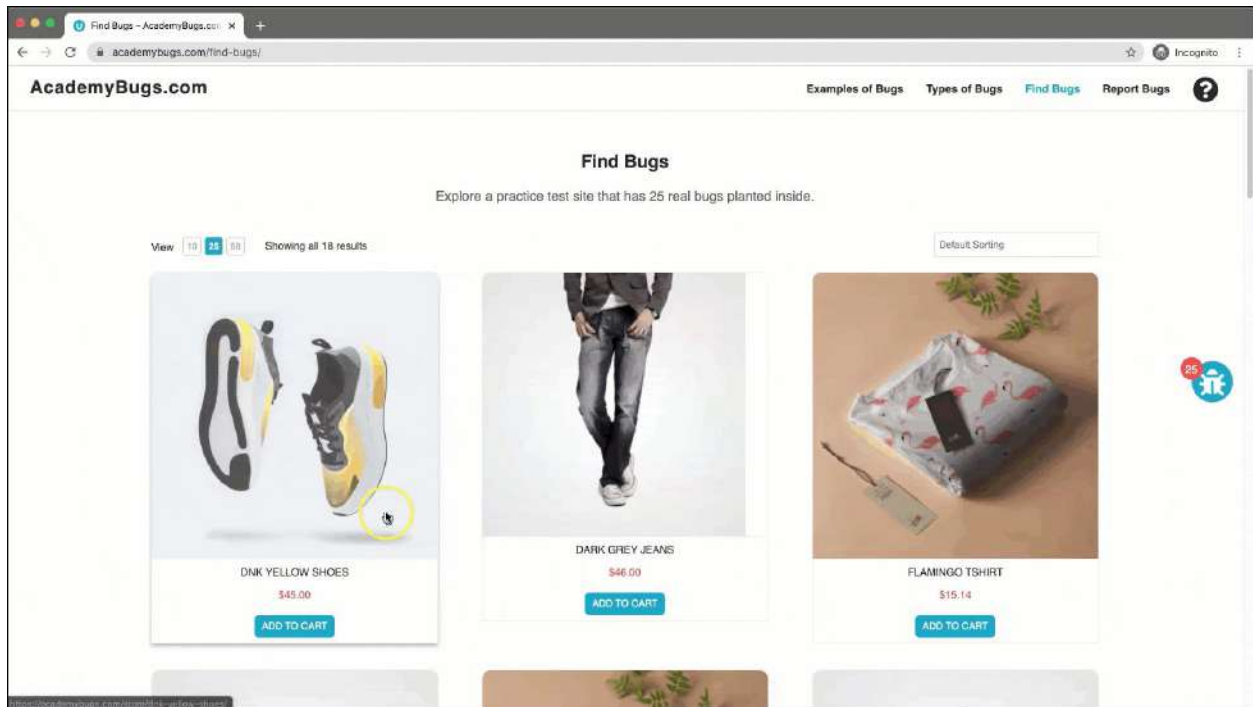 Find Bugs – AcademyBugs.co
academybugs.com/find-bugs/
Incognito
AcademyBugs.com
Examples of Bugs
Types of Bugs
Find Bugs
Report Bugs
?
Find Bugs
Explore a practice test site that has 25 real bugs planted inside.
View 10 25 50 Showing all 18 results
Default Sorting
25
DNK YELLOW SHOES
$45.00
ADD TO CART
DARK GREY JEANS
$46.00
ADD TO CART
FLAMINGO TSHIRT
$15.14
ADD TO CART